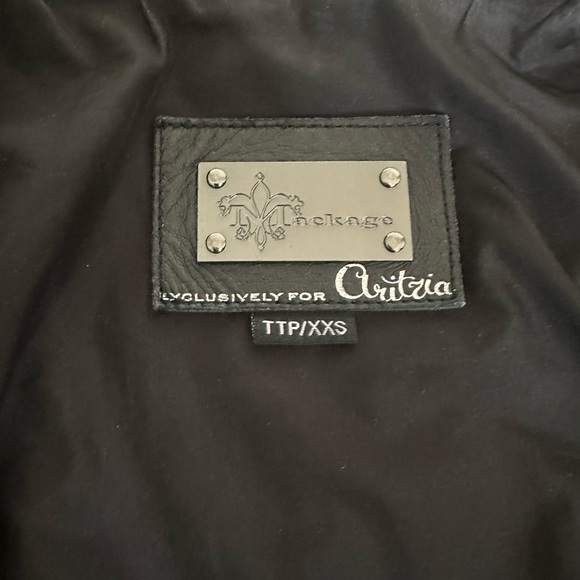 Mackage
EXCLUSIVELY FOR Aritzia
TTP/XXS